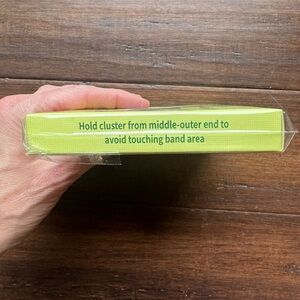 Hold cluster from middle-outer end to
avoid touching band area